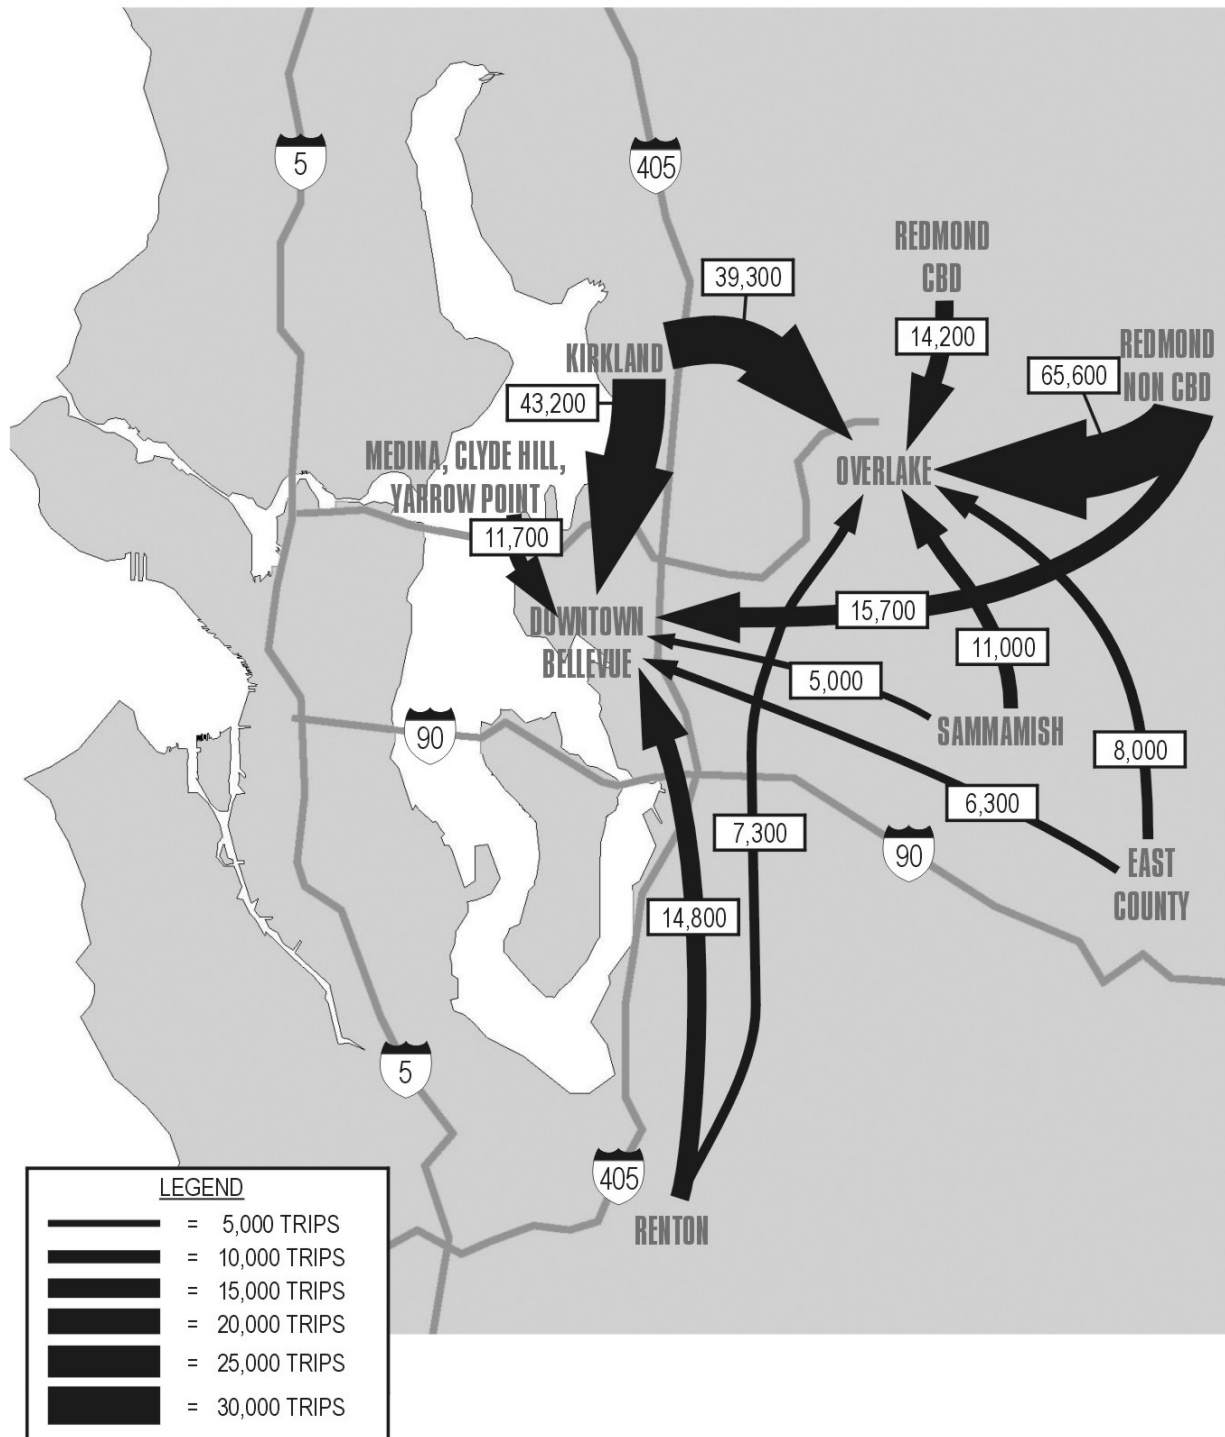 5
405
REDMOND
CBD
39,300
14,200
REDMOND
NON CBD
KIRKLAND
65,600
43,200
MEDINA, CLYDE HILL,
YARROW POINT
OVERLAKE
11,700
DOWNTOWN
BELLEVUE
15,700
11,000
5,000
SAMMAMISH
90
8,000
6,300
7,300
90
EAST
COUNTY
14,800
5
405
RENTON
LEGEND
= 5,000 TRIPS
= 10,000 TRIPS
= 15,000 TRIPS
= 20,000 TRIPS
= 25,000 TRIPS
= 30,000 TRIPS